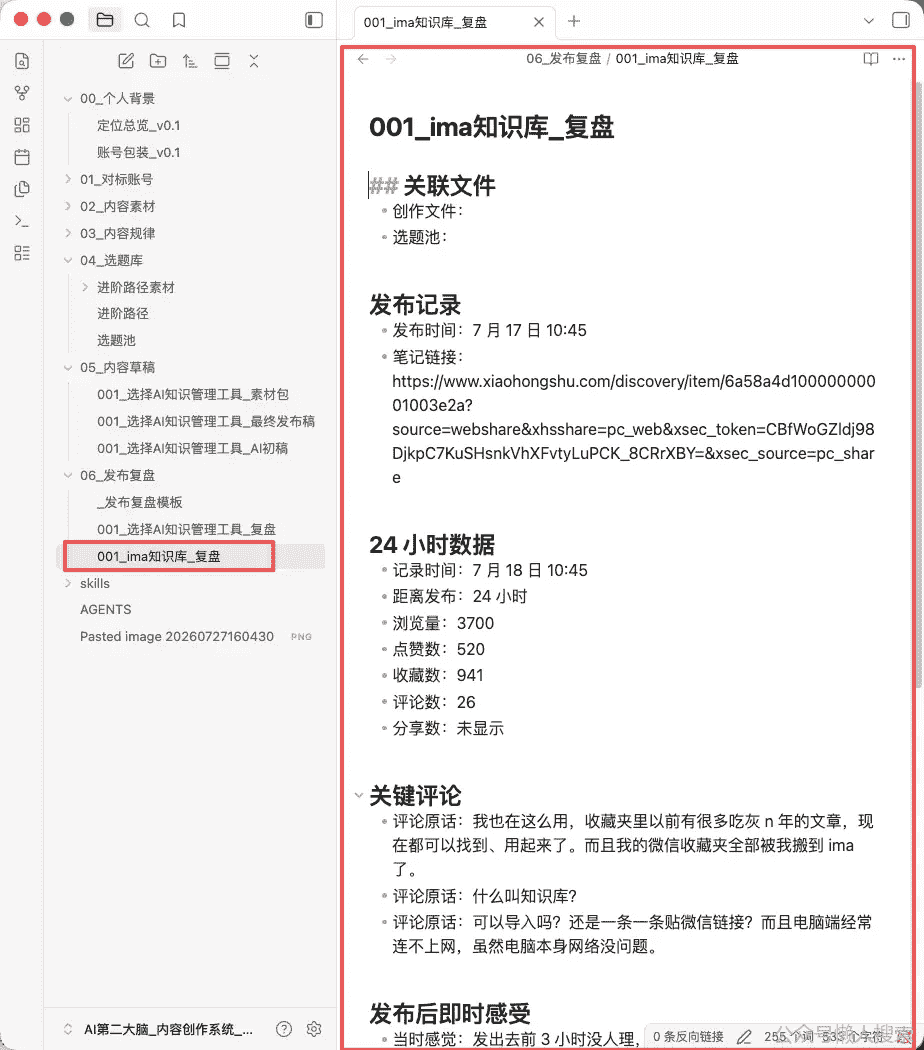 001_ima知识库_复盘
00_个人背景
定位总览_v0.1
账号包装_v0.1
01_对标账号
02_内容素材
03_内容规律
04_选题库
进阶路径素材
进阶路径
选题池
05_内容草稿
001_选择AI知识管理工具_素材包
001_选择AI知识管理工具_最终发布稿
001_选择AI知识管理工具_AI初稿
06_发布复盘
_发布复盘模板
001_选择AI知识管理工具_复盘
001_ima知识库_复盘
skills
AGENTS
Pasted image 20260727160430 PNG
AI第二大脑_内容创作系统_...
06_发布复盘 / 001_ima知识库_复盘
001_ima知识库_复盘
## 关联文件
创作文件：
选题池：
发布记录
发布时间：7 月 17 日 10:45
笔记链接：
https://www.xiaohongshu.com/discovery/item/6a58a4d100000000
01003e2a?
source=webshare&xhsshare=pc_web&xsec_token=CBfWoGZldj98
DjkpC7KuSHsnkVhXFvtyLuPCK_8CRrXBY=&xsec_source=pc_shar
e
24 小时数据
记录时间：7 月 18 日 10:45
距离发布：24 小时
浏览量：3700
点赞数：520
收藏数：941
评论数：26
分享数：未显示
关键评论
评论原话：我也在这么用，收藏夹里以前有很多吃灰 n 年的文章，现
在都可以找到、用起来了。而且我的微信收藏夹全部被我搬到 ima
了。
评论原话：什么叫知识库？
评论原话：可以导入吗？还是一条一条贴微信链接？而且电脑端经常
连不上网，虽然电脑本身网络没问题。
发布后即时感受
当时感觉：发出去前 3 小时没人理，
0 条反向链接 255 个词 533 个字符
公众号懒人搜索